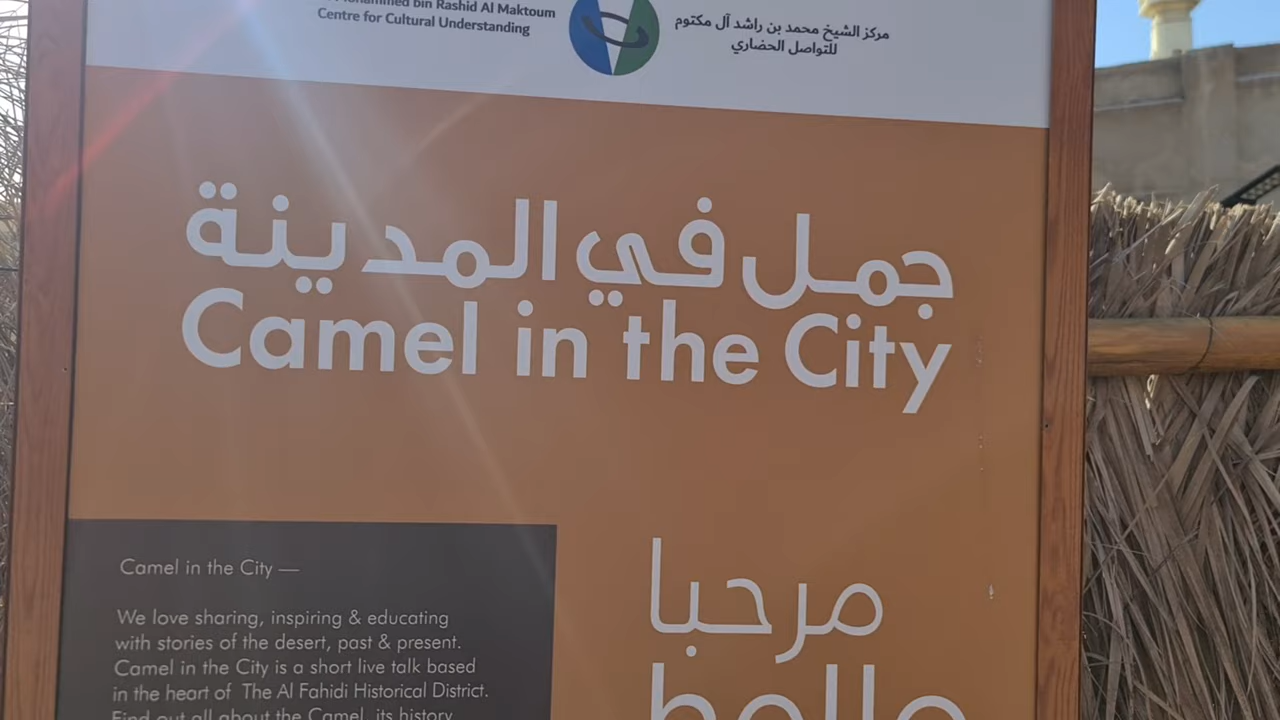 Mohammed bin Rashid Al Maktoum
Centre for Cultural Understanding
مركز الشيخ محمد بن راشد آل مكتوم
للتواصل الحضاري
جمل في المدينة
Camel in the City
Camel in the City —
We love sharing, inspiring & educating
with stories of the desert, past & present.
Camel in the City is a short live talk based
in the heart of The Al Fahidi Historical District.
Find out all about the Camel, its history
مرحبا
hello